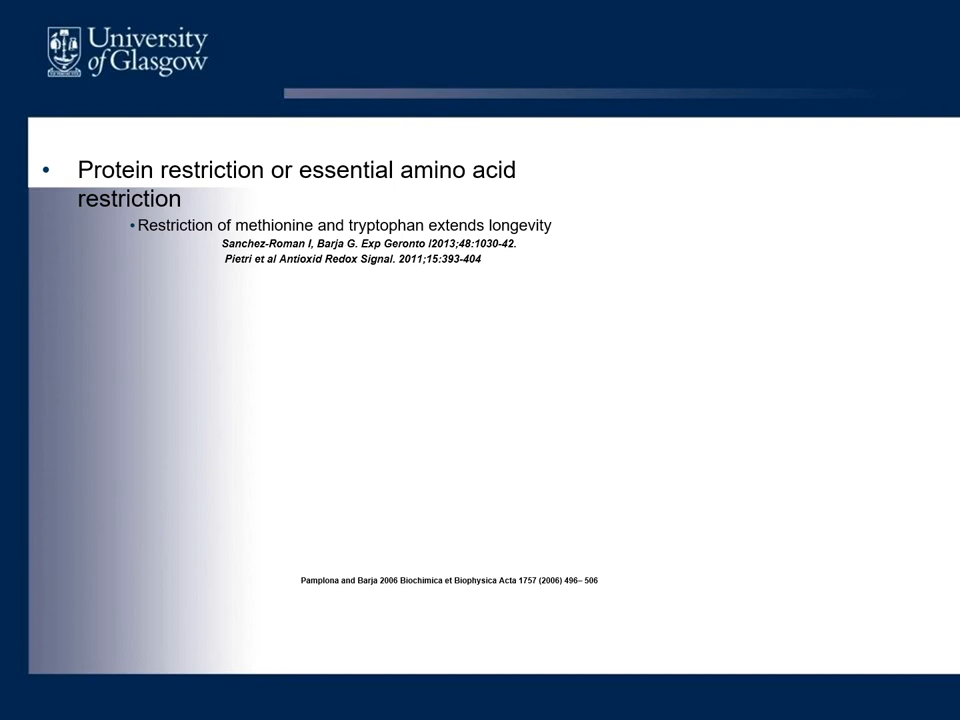 University
of Glasgow
• Protein restriction or essential amino acid
restriction
• Restriction of methionine and tryptophan extends longevity
Sanchez-Roman I, Barja G. Exp Geronto l2013;48:1030-42.
Pietri et al Antioxid Redox Signal. 2011;15:393-404
Pamplona and Barja 2006 Biochimica et Biophysica Acta 1757 (2006) 496– 506